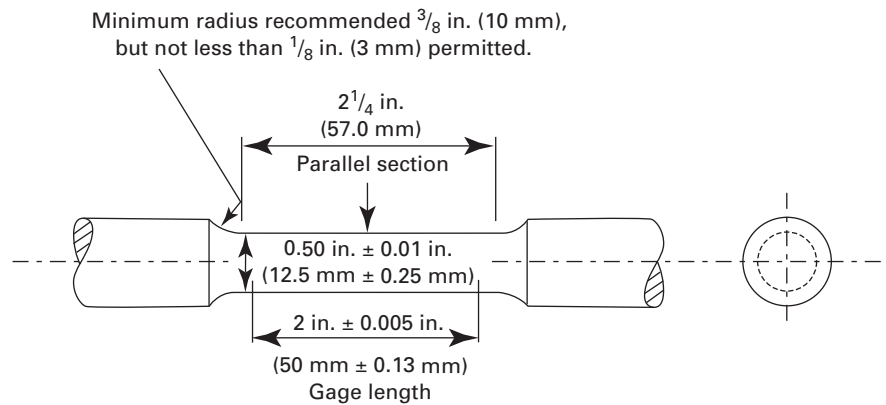 Minimum radius recommended 3/8 in. (10 mm),
but not less than 1/8 in. (3 mm) permitted.
2 1/4 in.
(57.0 mm)
Parallel section
0.50 in. ± 0.01 in.
(12.5 mm ± 0.25 mm)
2 in. ± 0.005 in.
(50 mm ± 0.13 mm)
Gage length